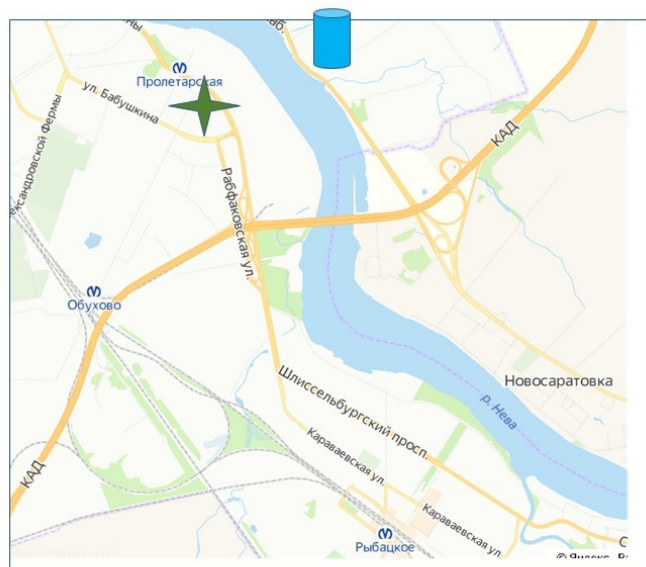 Пролетарская
ул. Бабушкина
КАД
Рабфаковская ул.
Обухово
Новосаратовка
Шлиссельбургский просп.
р. Нева
Караваевская ул.
КАД
Караваевская ул.
Рыбацкое